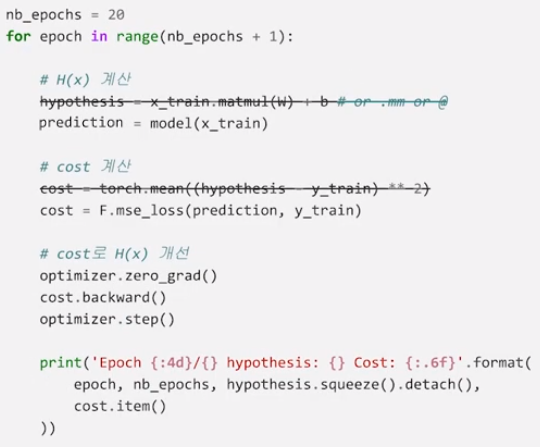 nb_epochs = 20
for epoch in range(nb_epochs + 1):
# H(x) 계산
hypothesis = x_train.matmul(W) + b # or .mm or @
prediction = model(x_train)
# cost 계산
cost = torch.mean((hypothesis - y_train) ** 2)
cost = F.mse_loss(prediction, y_train)
# cost로 H(x) 개선
optimizer.zero_grad()
cost.backward()
optimizer.step()
print('Epoch {:4d}/{} hypothesis: {} Cost: {:.6f}'.format(
epoch, nb_epochs, hypothesis.squeeze().detach(),
cost.item()
))